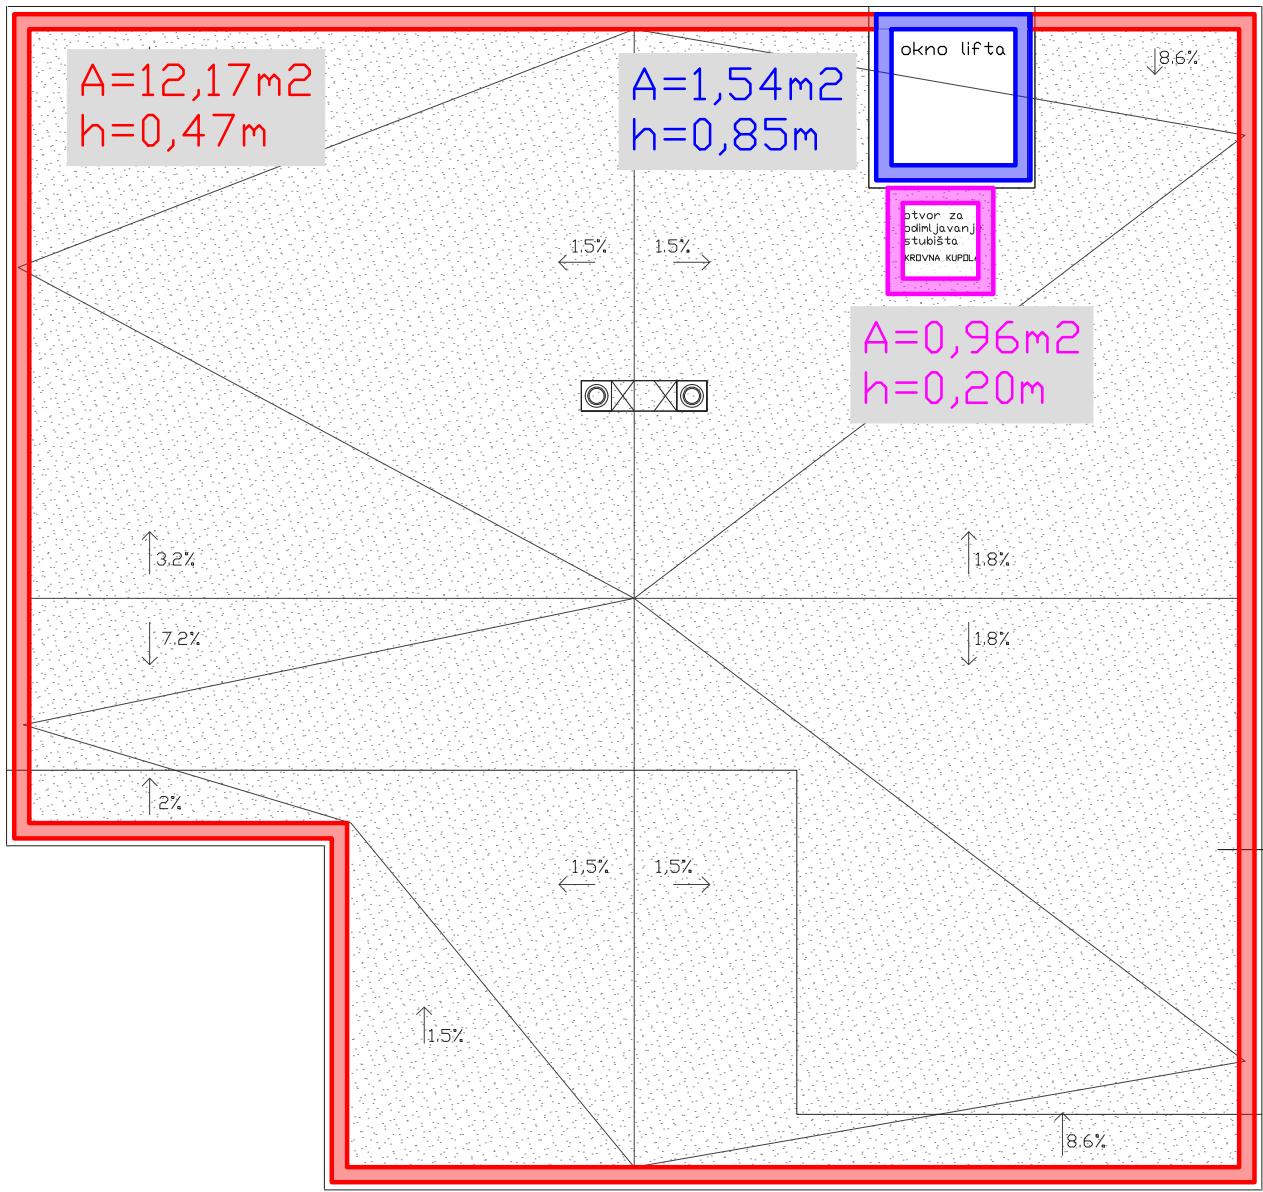 A=12,17m2
h=0,47m
A=1,54m2
h=0,85m
okno lifta
8.6%
otvor za
odimljavanj
stubišta
KROVNA KUPOLA
1.5%
1.5%
A=0,96m2
h=0,20m
3.2%
1.8%
7.2%
1.8%
2%
1,5%
1,5%
1.5%
8.6%